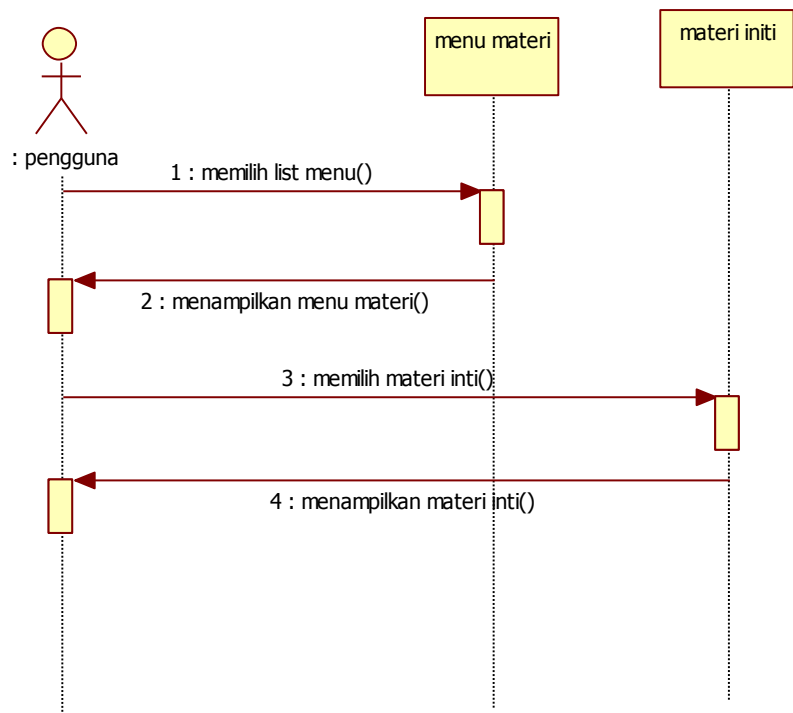 menu materi
materi initi
: pengguna
1 : memilih list menu()
2 : menampilkan menu materi()
3 : memilih materi inti()
4 : menampilkan materi inti()